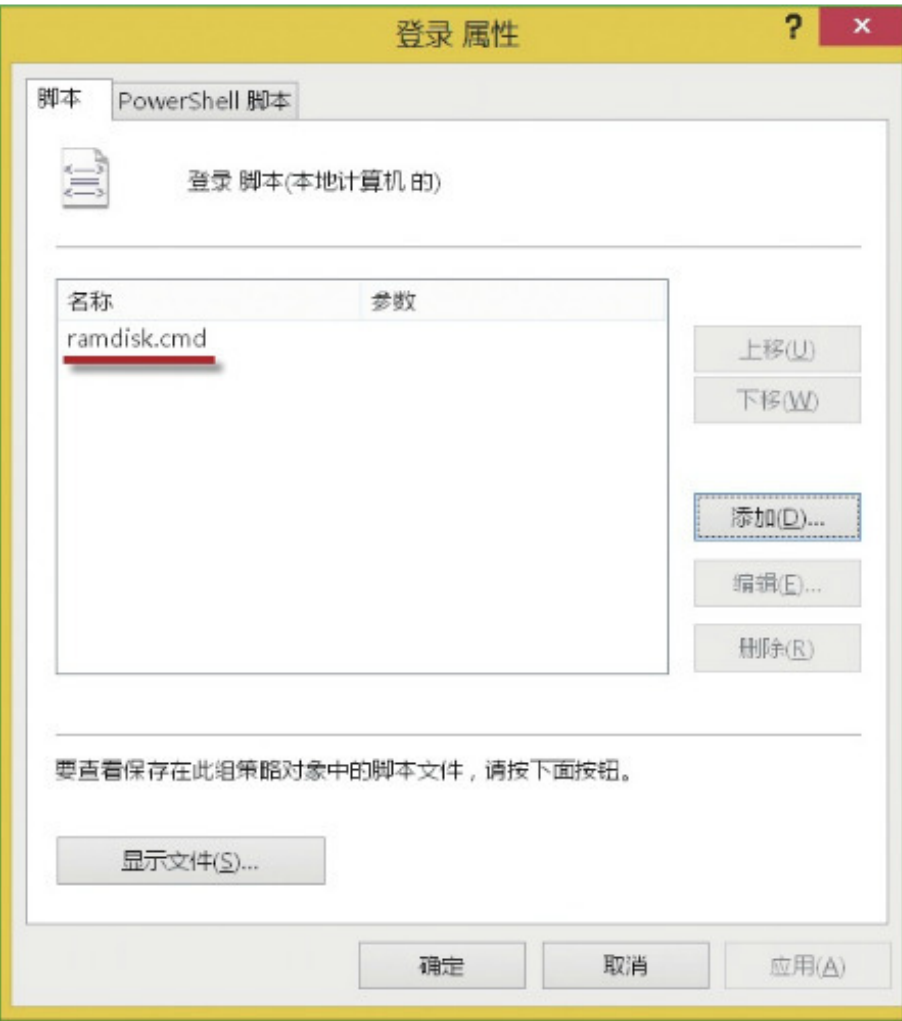 登录 属性
?
×
脚本
PowerShell 脚本
登录 脚本(本地计算机 的)
名称 参数
ramdisk.cmd
上移(U)
下移(W)
添加(D)...
编辑(E)...
删除(R)
要查看保存在此组策略对象中的脚本文件，请按下面按钮。
显示文件(S)...
确定 取消 应用(A)